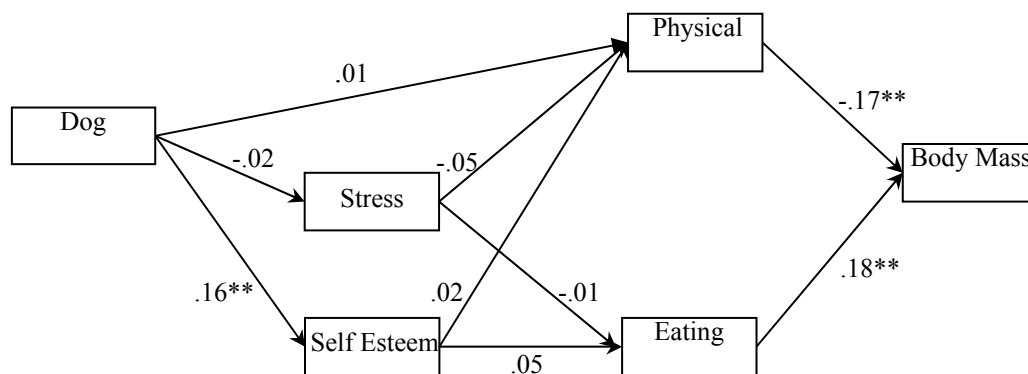 Physical
.01
-.17**
Dog
-.02
-.05
Body Mass
Stress
.16**
.02
-.01
.18**
Self Esteem
Eating
.05